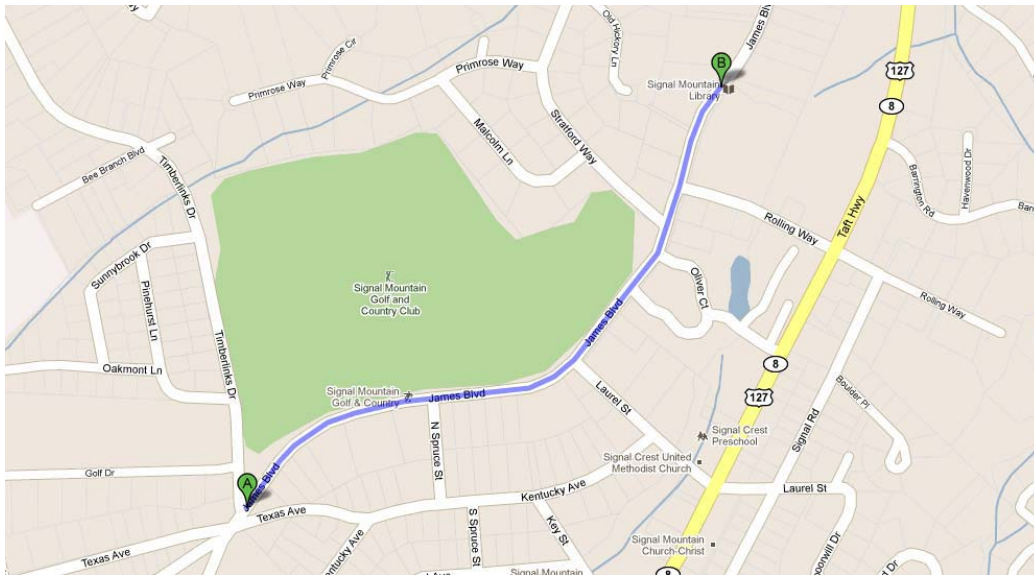 Old Hickory Ln
James Blvd
Primrose Cir
Primrose Way
Primrose Way
B
Signal Mountain
Library
127
8
Malcolm Ln
Stratford Way
Bee Branch Blvd
Timberlinks Dr
Barrington Rd
Havenwood Dr
Rolling Way
Taft Hwy
Sunnybrook Dr
Pinehurst Ln
Signal Mountain
Golf and
Country Club
Oliver Ct
Rolling Way
James Blvd
Timberlinks Dr
Oakmont Ln
8
127
Signal Mountain
Golf & Country
James Blvd
Laurel St
Boulder Pl
Signal Rd
N Spruce St
Signal Crest
Preschool
Signal Crest United
Methodist Church
Golf Dr
A
James Blvd
Texas Ave
Kentucky Ave
Laurel St
S Spruce St
Key St
Texas Ave
Signal Mountain
Church-Christ
8
Signal Mountain